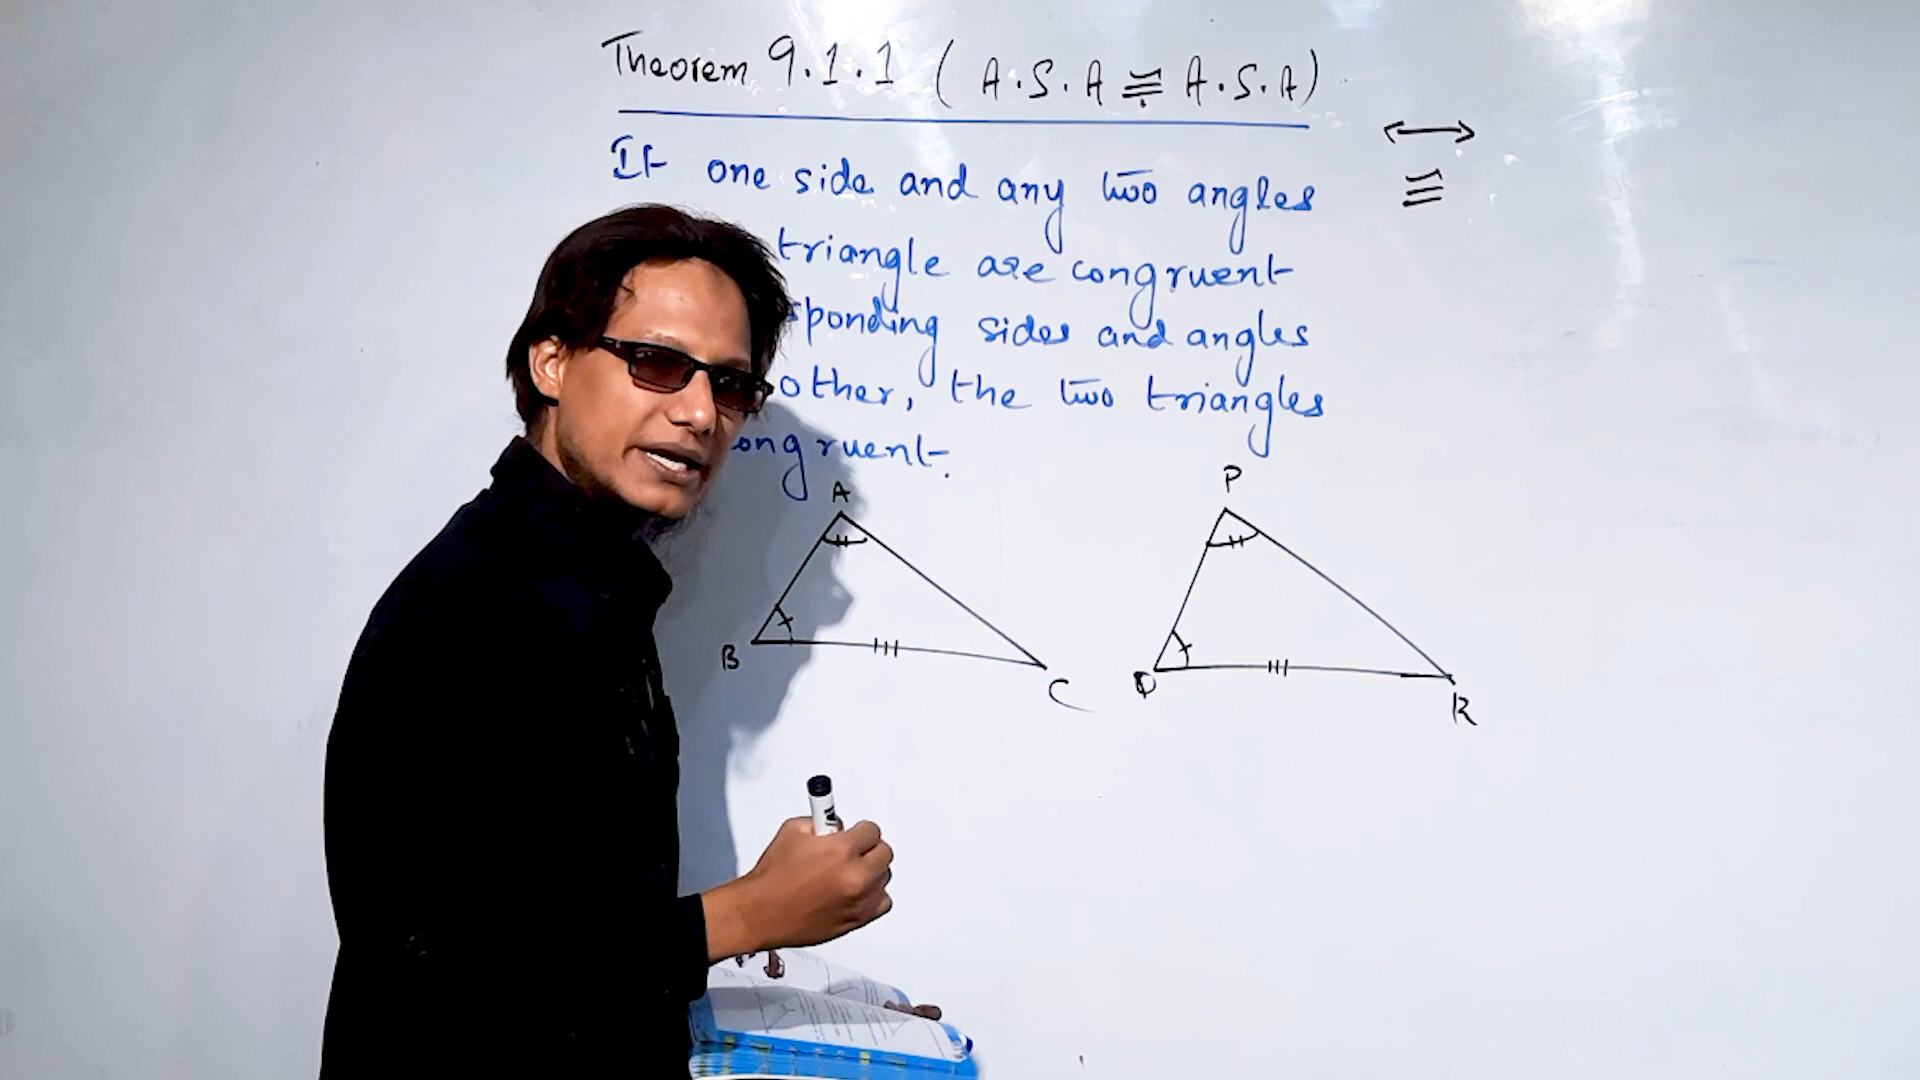 Theorem 9.1.1 ( A.S.A ≅ A.S.A)
↔
If one side and any two angles
≅
triangle are congruent
sponding sides and angles
other, the two triangles
ongruent.
A
P
B
C
R